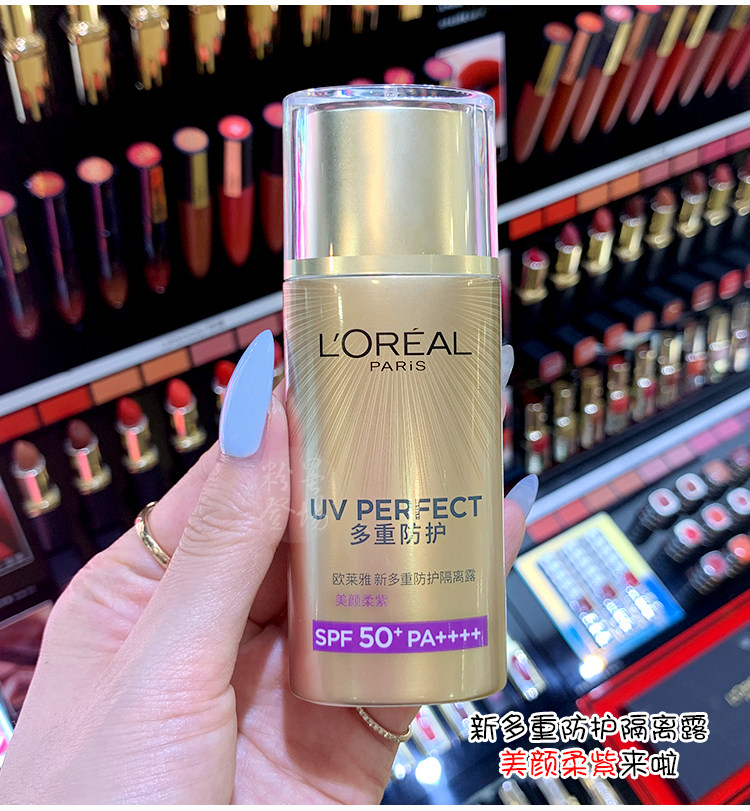 L'ORÉAL
PARIS
UV PERFECT
多重防护
欧莱雅新多重防护隔离露
美颜柔紫
SPF 50+ PA++++
新多重防护隔离露
美颜柔紫来啦